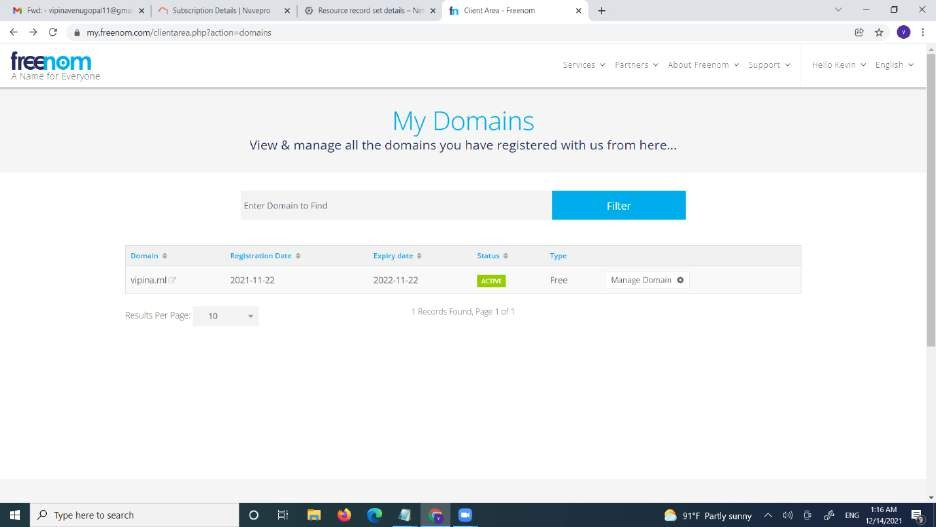 Fwd: - vipinavenugopal11@gma
Subscription Details | Nuvepro
Resource record set details – Net
Client Area - Freenom
my.freenom.com/clientarea.php?action=domains
V
freenom
A Name for Everyone
Services
Partners
About Freenom
Support
Hello Kevin
English
My Domains
View & manage all the domains you have registered with us from here...
Enter Domain to Find
Filter
Domain
Registration Date
Expiry date
Status
Type
vipina.ml
2021-11-22
2022-11-22
ACTIVE
Free
Manage Domain
Results Per Page:
10
1 Records Found, Page 1 of 1
Type here to search
91°F Partly sunny
ENG
1:16 AM
12/14/2021